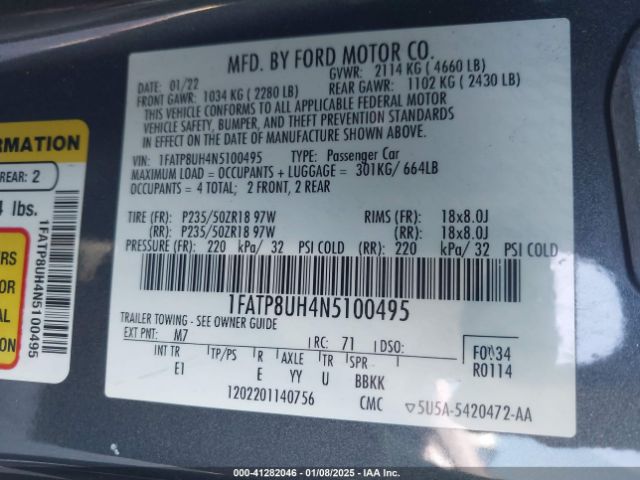 MFD. BY FORD MOTOR CO.
DATE: 01/22 GVWR: 2114 KG ( 4660 LB)
FRONT GAWR: 1034 KG ( 2280 LB) REAR GAWR: 1102 KG ( 2430 LB)
THIS VEHICLE CONFORMS TO ALL APPLICABLE FEDERAL MOTOR
VEHICLE SAFETY, BUMPER, AND THEFT PREVENTION STANDARDS
IN EFFECT ON THE DATE OF MANUFACTURE SHOWN ABOVE.
VIN: 1FATP8UH4N5100495 TYPE: Passenger Car
MAXIMUM LOAD = OCCUPANTS + LUGGAGE = 301KG/ 664LB
OCCUPANTS = 4 TOTAL; 2 FRONT, 2 REAR
TIRE (FR): P235/50ZR18 97W RIMS (FR): 18x8.0J
(RR): P235/50ZR18 97W (RR): 18x8.0J
PRESSURE (FR): 220 kPa/ 32 PSI COLD (RR): 220 kPa/ 32 PSI COLD
1FATP8UH4N5100495
TRAILER TOWING - SEE OWNER GUIDE
EXT PNT: M7 RC: 71 DSO: F0034
R0114
INT TR TP/PS R AXLE TR SPR
EI E YY U BBKK
1202201140756 CMC ▽5U5A-5420472-AA
RMATION
REAR: 2
lbs.
1FATP8UH4N5100495
000-41282046 — 01/08/2025 — IAA Inc.